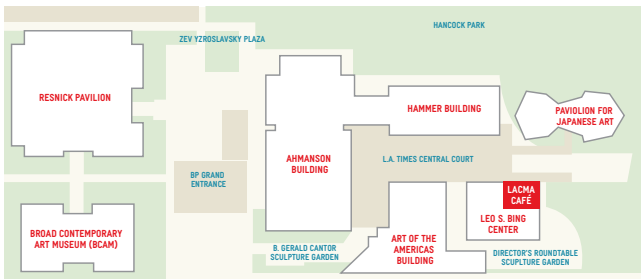 HANCOCK PARK
ZEV YZROSLAVSKY PLAZA
RESNICK PAVILION
HAMMER BUILDING
PAVIOLION FOR
JAPANESE ART
AHMANSON
BUILDING
L.A. TIMES CENTRAL COURT
BP GRAND
ENTRANCE
LACMA
CAFÉ
LEO S. BING
CENTER
BROAD CONTEMPORARY
ART MUSEUM (BCAM)
ART OF THE
AMERICAS
BUILDING
B. GERALD CANTOR
SCULPTURE GARDEN
DIRECTOR'S ROUNDTABLE
SCUPLTURE GARDEN